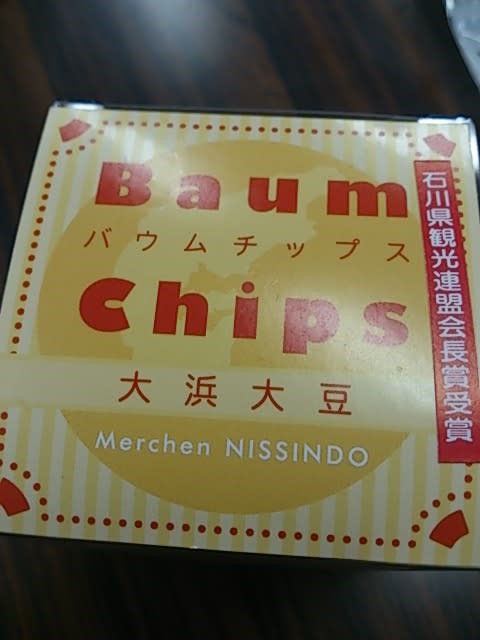 Baum
バウムチップス
Chips
大浜大豆
Merchen NISSINDO
石川県観光連盟会長賞受賞